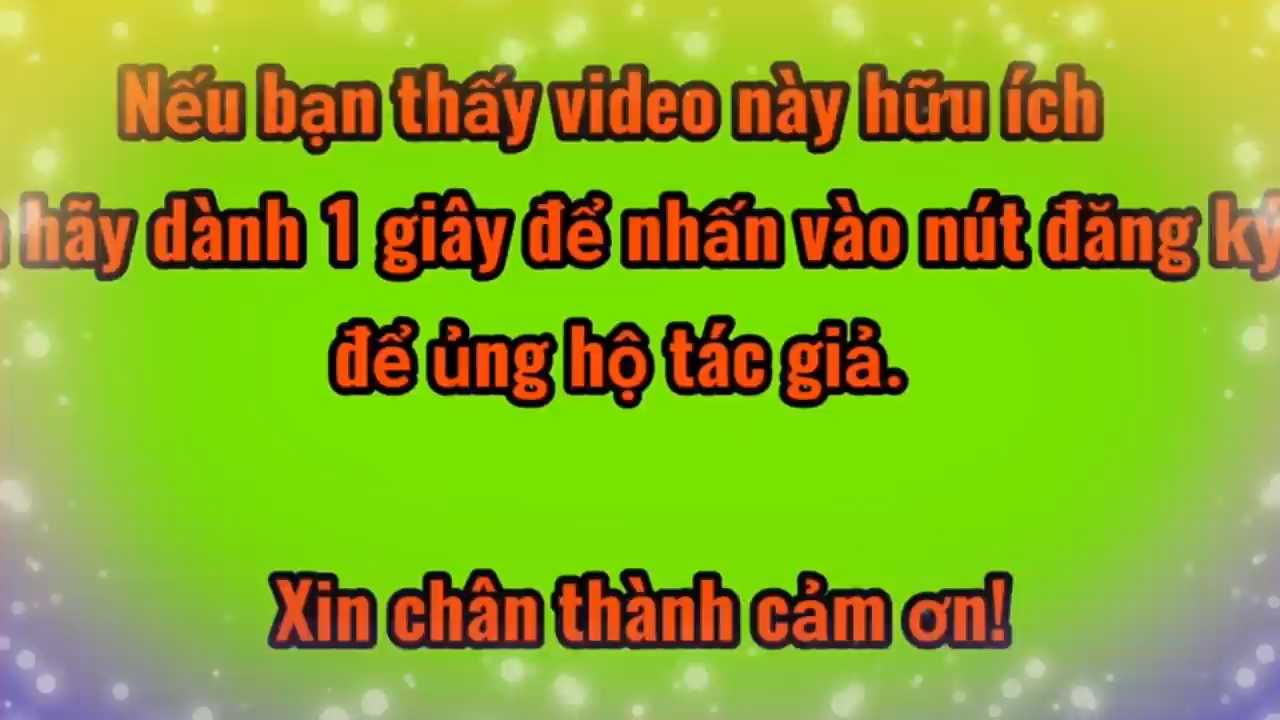 Nếu bạn thấy video này hữu ích
hãy dành 1 giây để nhấn vào nút đăng ký
để ủng hộ tác giả.
Xin chân thành cảm ơn!